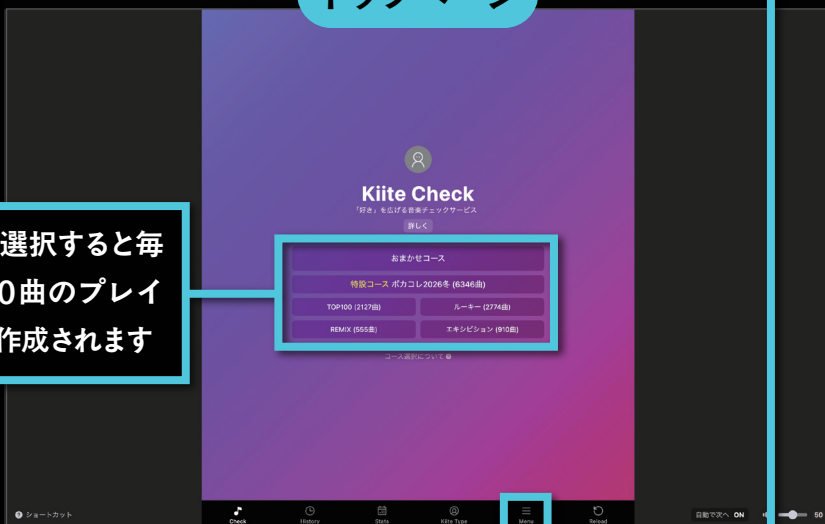 トップページ
Kiite Check
「好き」を広げる音楽チェックサービス
詳しく
おまかせコース
特設コース ボカコレ2026冬 (6346曲)
TOP100 (2127曲)
ルーキー (2774曲)
REMIX (555曲)
エキシビション (910曲)
コース選択について
選択すると毎
0曲のプレイ
作成されます
ショートカット
Check
History
Stats
Kiite Type
Menu
Reload
自動で次へ ON
50